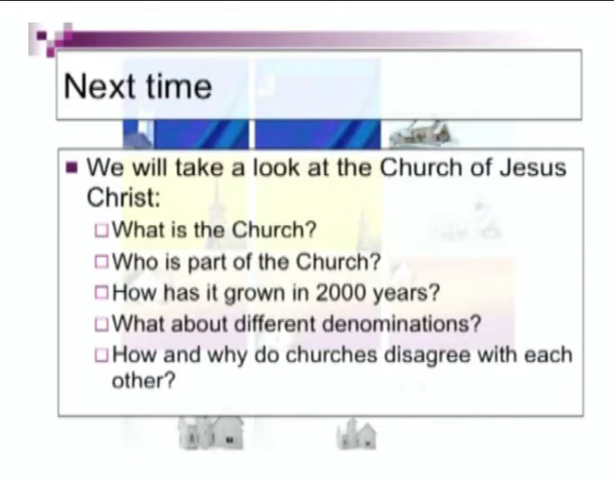 Next time
We will take a look at the Church of Jesus
Christ:
What is the Church?
Who is part of the Church?
How has it grown in 2000 years?
What about different denominations?
How and why do churches disagree with each
other?